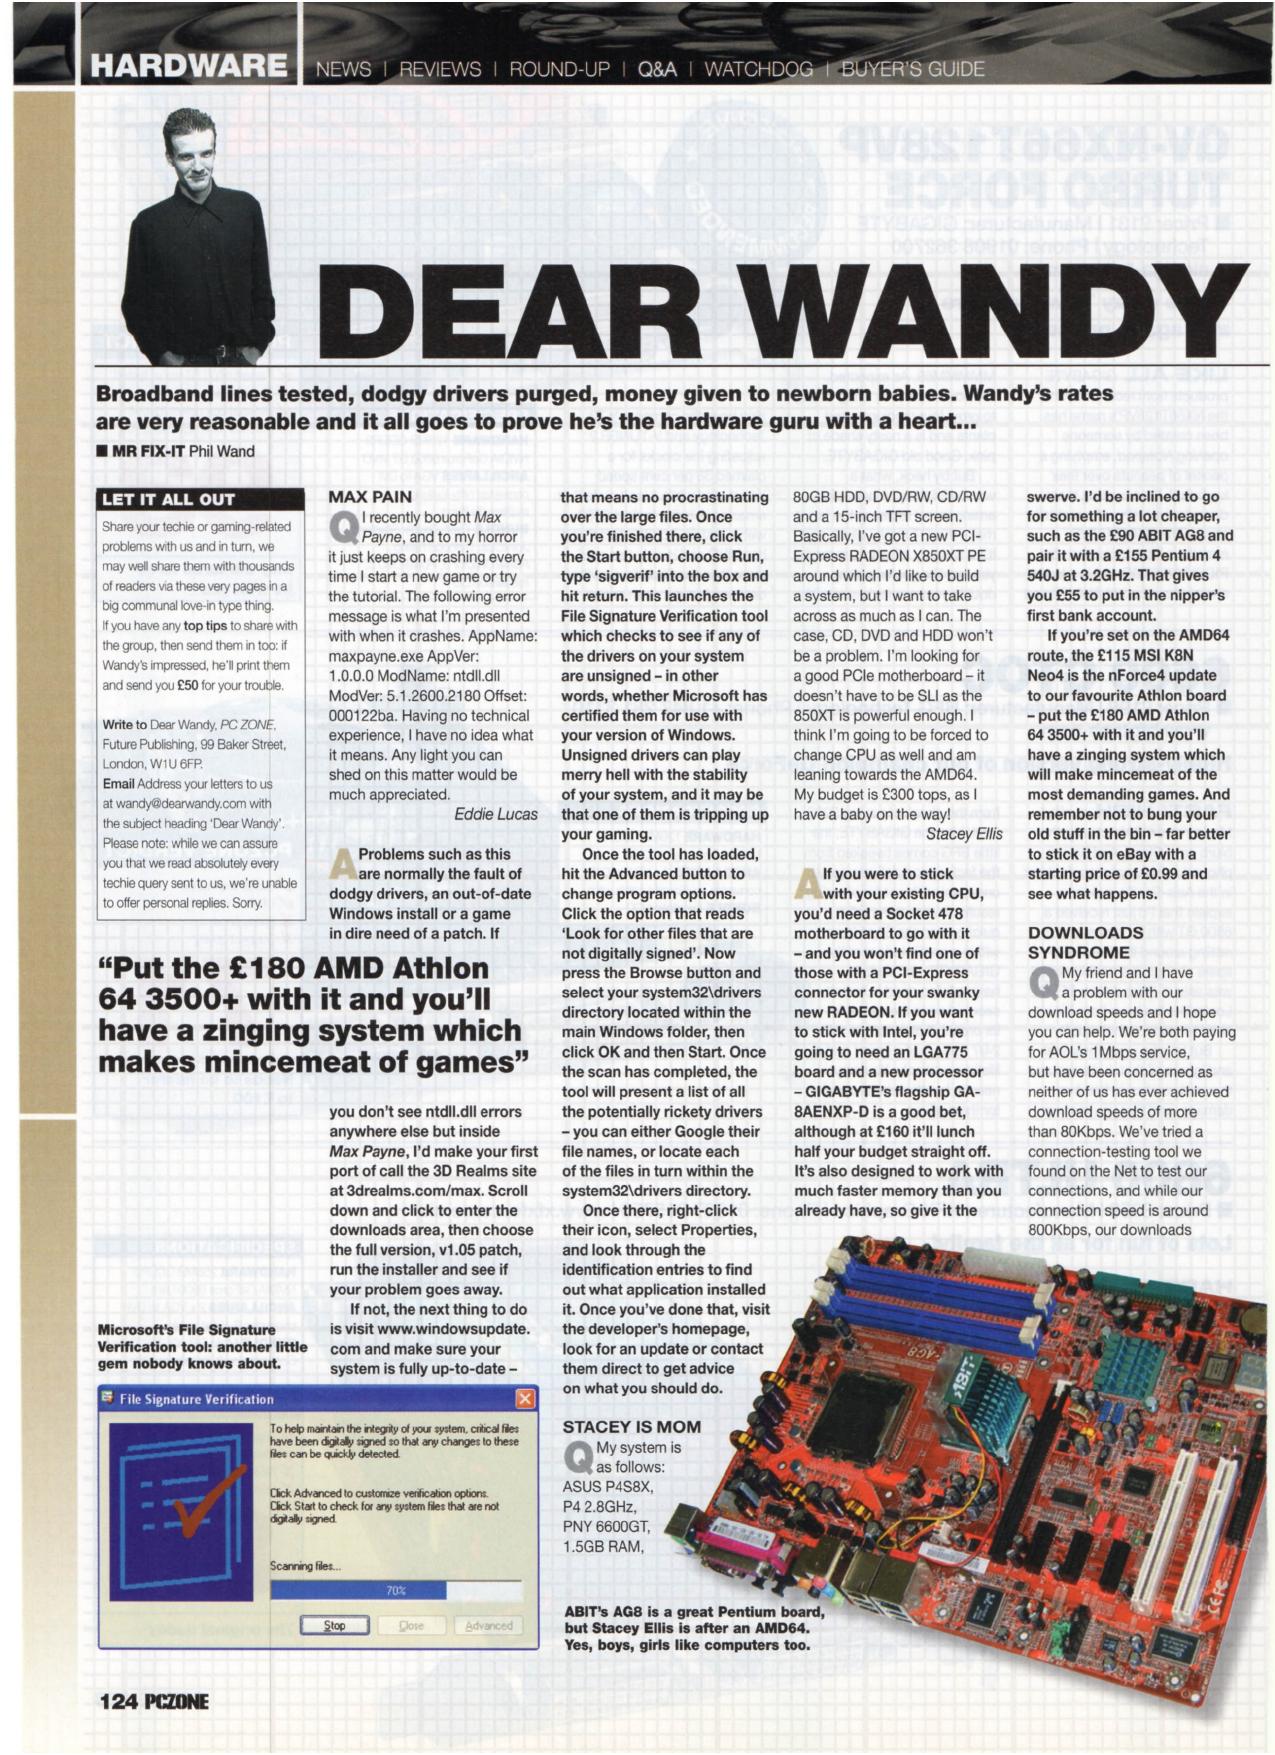 HARDWARE
NEWS | REVIEWS | ROUND-UP | Q&A | WATCHDOG | BUYER'S GUIDE
DEAR WANDY
Broadband lines tested, dodgy drivers purged, money given to newborn babies. Wandy's rates
are very reasonable and it all goes to prove he's the hardware guru with a heart...
■ MR FIX-IT Phil Wand
LET IT ALL OUT
Share your techie or gaming-related
problems with us and in turn, we
may well share them with thousands
of readers via these very pages in a
big communal love-in type thing.
If you have any top tips to share with
the group, then send them in too: if
Wandy's impressed, he'll print them
and send you £50 for your trouble.
Write to Dear Wandy, PC ZONE,
Future Publishing, 99 Baker Street,
London, W1U 6FP.
Email Address your letters to us
at wandy@dearwandy.com with
the subject heading 'Dear Wandy'.
Please note: while we can assure
you that we read absolutely every
techie query sent to us, we're unable
to offer personal replies. Sorry.
MAX PAIN
Q I recently bought Max
Payne, and to my horror
it just keeps on crashing every
time I start a new game or try
the tutorial. The following error
message is what I'm presented
with when it crashes. AppName:
maxpayne.exe AppVer:
1.0.0.0 ModName: ntdll.dll
ModVer: 5.1.2600.2180 Offset:
000122ba. Having no technical
experience, I have no idea what
it means. Any light you can
shed on this matter would be
much appreciated.
Eddie Lucas
A Problems such as this
are normally the fault of
dodgy drivers, an out-of-date
Windows install or a game
in dire need of a patch. If
"Put the £180 AMD Athlon
64 3500+ with it and you'll
have a zinging system which
makes mincemeat of games"
you don't see ntdll.dll errors
anywhere else but inside
Max Payne, I'd make your first
port of call the 3D Realms site
at 3drealms.com/max. Scroll
down and click to enter the
downloads area, then choose
the full version, v1.05 patch,
run the installer and see if
your problem goes away.
If not, the next thing to do
is visit www.windowsupdate.
com and make sure your
system is fully up-to-date –
that means no procrastinating
over the large files. Once
you're finished there, click
the Start button, choose Run,
type 'sigverif' into the box and
hit return. This launches the
File Signature Verification tool
which checks to see if any of
the drivers on your system
are unsigned – in other
words, whether Microsoft has
certified them for use with
your version of Windows.
Unsigned drivers can play
merry hell with the stability
of your system, and it may be
that one of them is tripping up
your gaming.
Once the tool has loaded,
hit the Advanced button to
change program options.
Click the option that reads
'Look for other files that are
not digitally signed'. Now
press the Browse button and
select your system32\drivers
directory located within the
main Windows folder, then
click OK and then Start. Once
the scan has completed, the
tool will present a list of all
the potentially rickety drivers
– you can either Google their
file names, or locate each
of the files in turn within the
system32\drivers directory.
Once there, right-click
their icon, select Properties,
and look through the
identification entries to find
out what application installed
it. Once you've done that, visit
the developer's homepage,
look for an update or contact
them direct to get advice
on what you should do.
STACEY IS MOM
Q My system is
as follows:
ASUS P4S8X,
P4 2.8GHz,
PNY 6600GT,
1.5GB RAM,
80GB HDD, DVD/RW, CD/RW
and a 15-inch TFT screen.
Basically, I've got a new PCI-
Express RADEON X850XT PE
around which I'd like to build
a system, but I want to take
across as much as I can. The
case, CD, DVD and HDD won't
be a problem. I'm looking for
a good PCIe motherboard – it
doesn't have to be SLI as the
850XT is powerful enough. I
think I'm going to be forced to
change CPU as well and am
leaning towards the AMD64.
My budget is £300 tops, as I
have a baby on the way!
Stacey Ellis
A If you were to stick
with your existing CPU,
you'd need a Socket 478
motherboard to go with it
– and you won't find one of
those with a PCI-Express
connector for your swanky
new RADEON. If you want
to stick with Intel, you're
going to need an LGA775
board and a new processor
– GIGABYTE's flagship GA-
8AENXP-D is a good bet,
although at £160 it'll lunch
half your budget straight off.
It's also designed to work with
much faster memory than you
already have, so give it the
swerve. I'd be inclined to go
for something a lot cheaper,
such as the £90 ABIT AG8 and
pair it with a £155 Pentium 4
540J at 3.2GHz. That gives
you £55 to put in the nipper's
first bank account.
If you're set on the AMD64
route, the £115 MSI K8N
Neo4 is the nForce4 update
to our favourite Athlon board
– put the £180 AMD Athlon
64 3500+ with it and you'll
have a zinging system which
will make mincemeat of the
most demanding games. And
remember not to bung your
old stuff in the bin – far better
to stick it on eBay with a
starting price of £0.99 and
see what happens.
DOWNLOADS
SYNDROME
Q My friend and I have
a problem with our
download speeds and I hope
you can help. We're both paying
for AOL's 1Mbps service,
but have been concerned as
neither of us has ever achieved
download speeds of more
than 80Kbps. We've tried a
connection-testing tool we
found on the Net to test our
connections, and while our
connection speed is around
800Kbps, our downloads
Microsoft's File Signature
Verification tool: another little
gem nobody knows about.
File Signature Verification
To help maintain the integrity of your system, critical files
have been digitally signed so that any changes to these
files can be quickly detected.
Click Advanced to customize verification options.
Click Start to check for any system files that are not
digitally signed.
Scanning files...
70%
Stop Close Advanced
AG8
ABIT
ABIT's AG8 is a great Pentium board,
but Stacey Ellis is after an AMD64.
Yes, boys, girls like computers too.
124 PCZONE